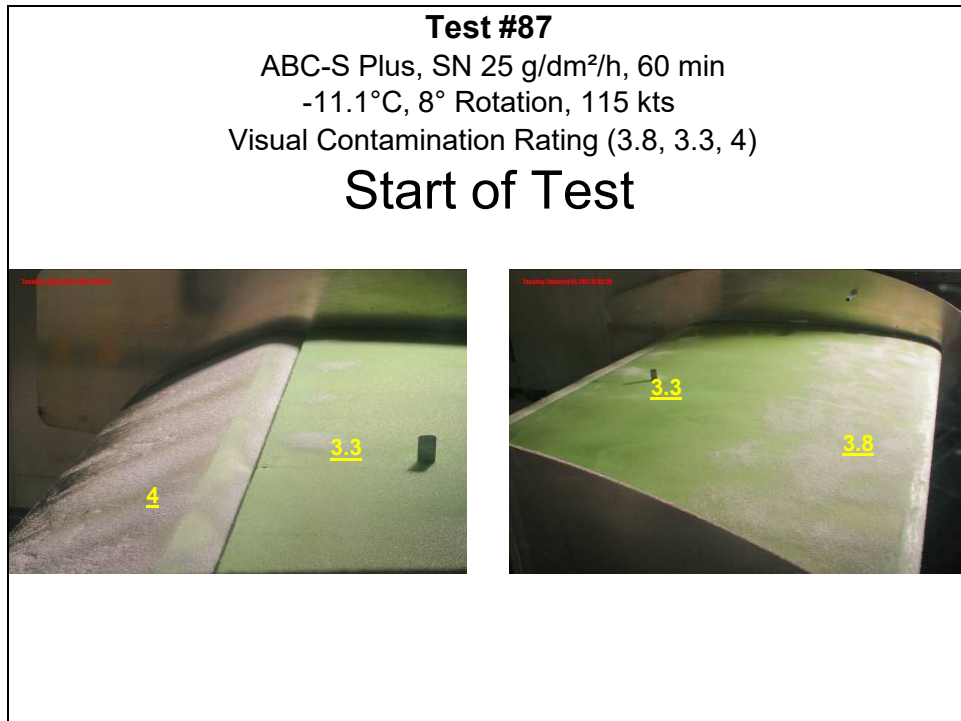 Test #87
ABC-S Plus, SN 25 g/dm²/h, 60 min
-11.1°C, 8° Rotation, 115 kts
Visual Contamination Rating (3.8, 3.3, 4)
Start of Test
3.3
4
3.3
3.8